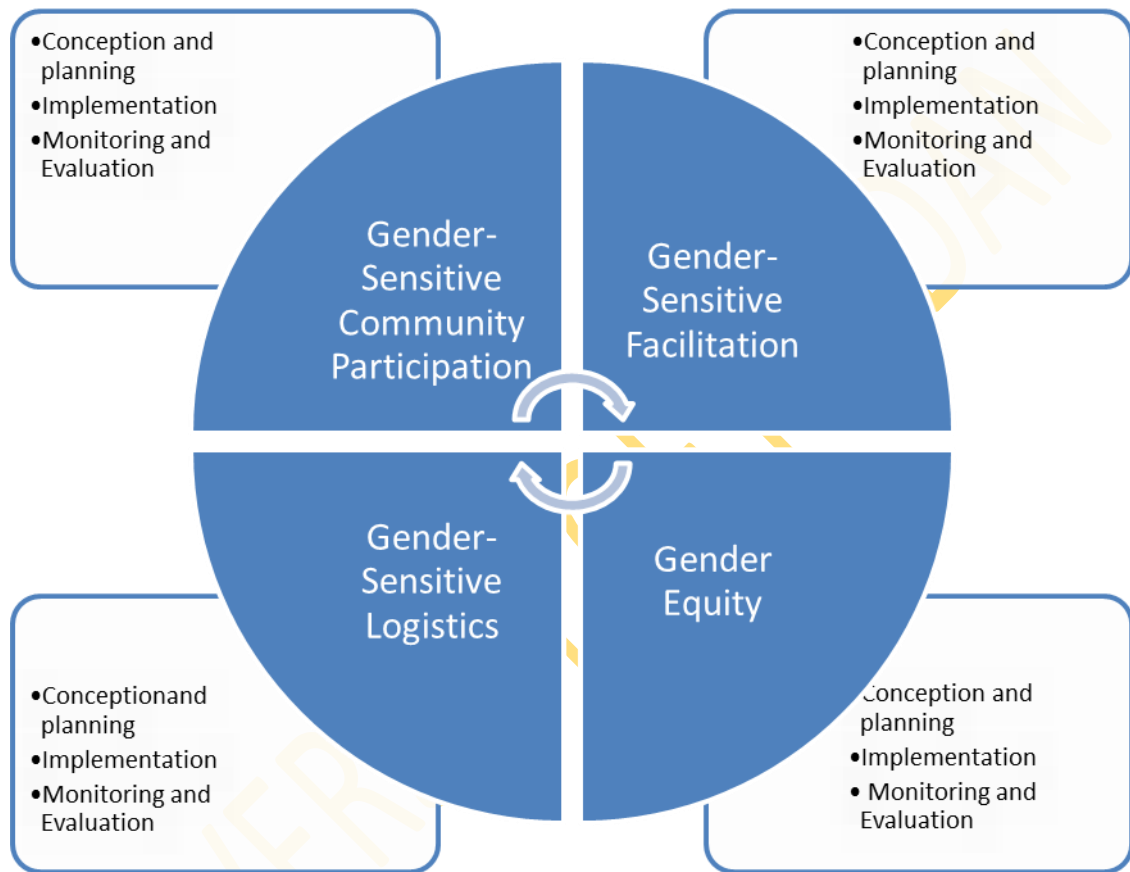 •Conception and
planning
•Implementation
•Monitoring and
Evaluation
•Conception and
planning
•Implementation
•Monitoring and
Evaluation
Gender-
Sensitive
Community
Participation
Gender-
Sensitive
Facilitation
Gender-
Sensitive
Logistics
Gender
Equity
•Conceptionand
planning
•Implementation
•Monitoring and
Evaluation
Conception and
planning
•Implementation
• Monitoring and
Evaluation